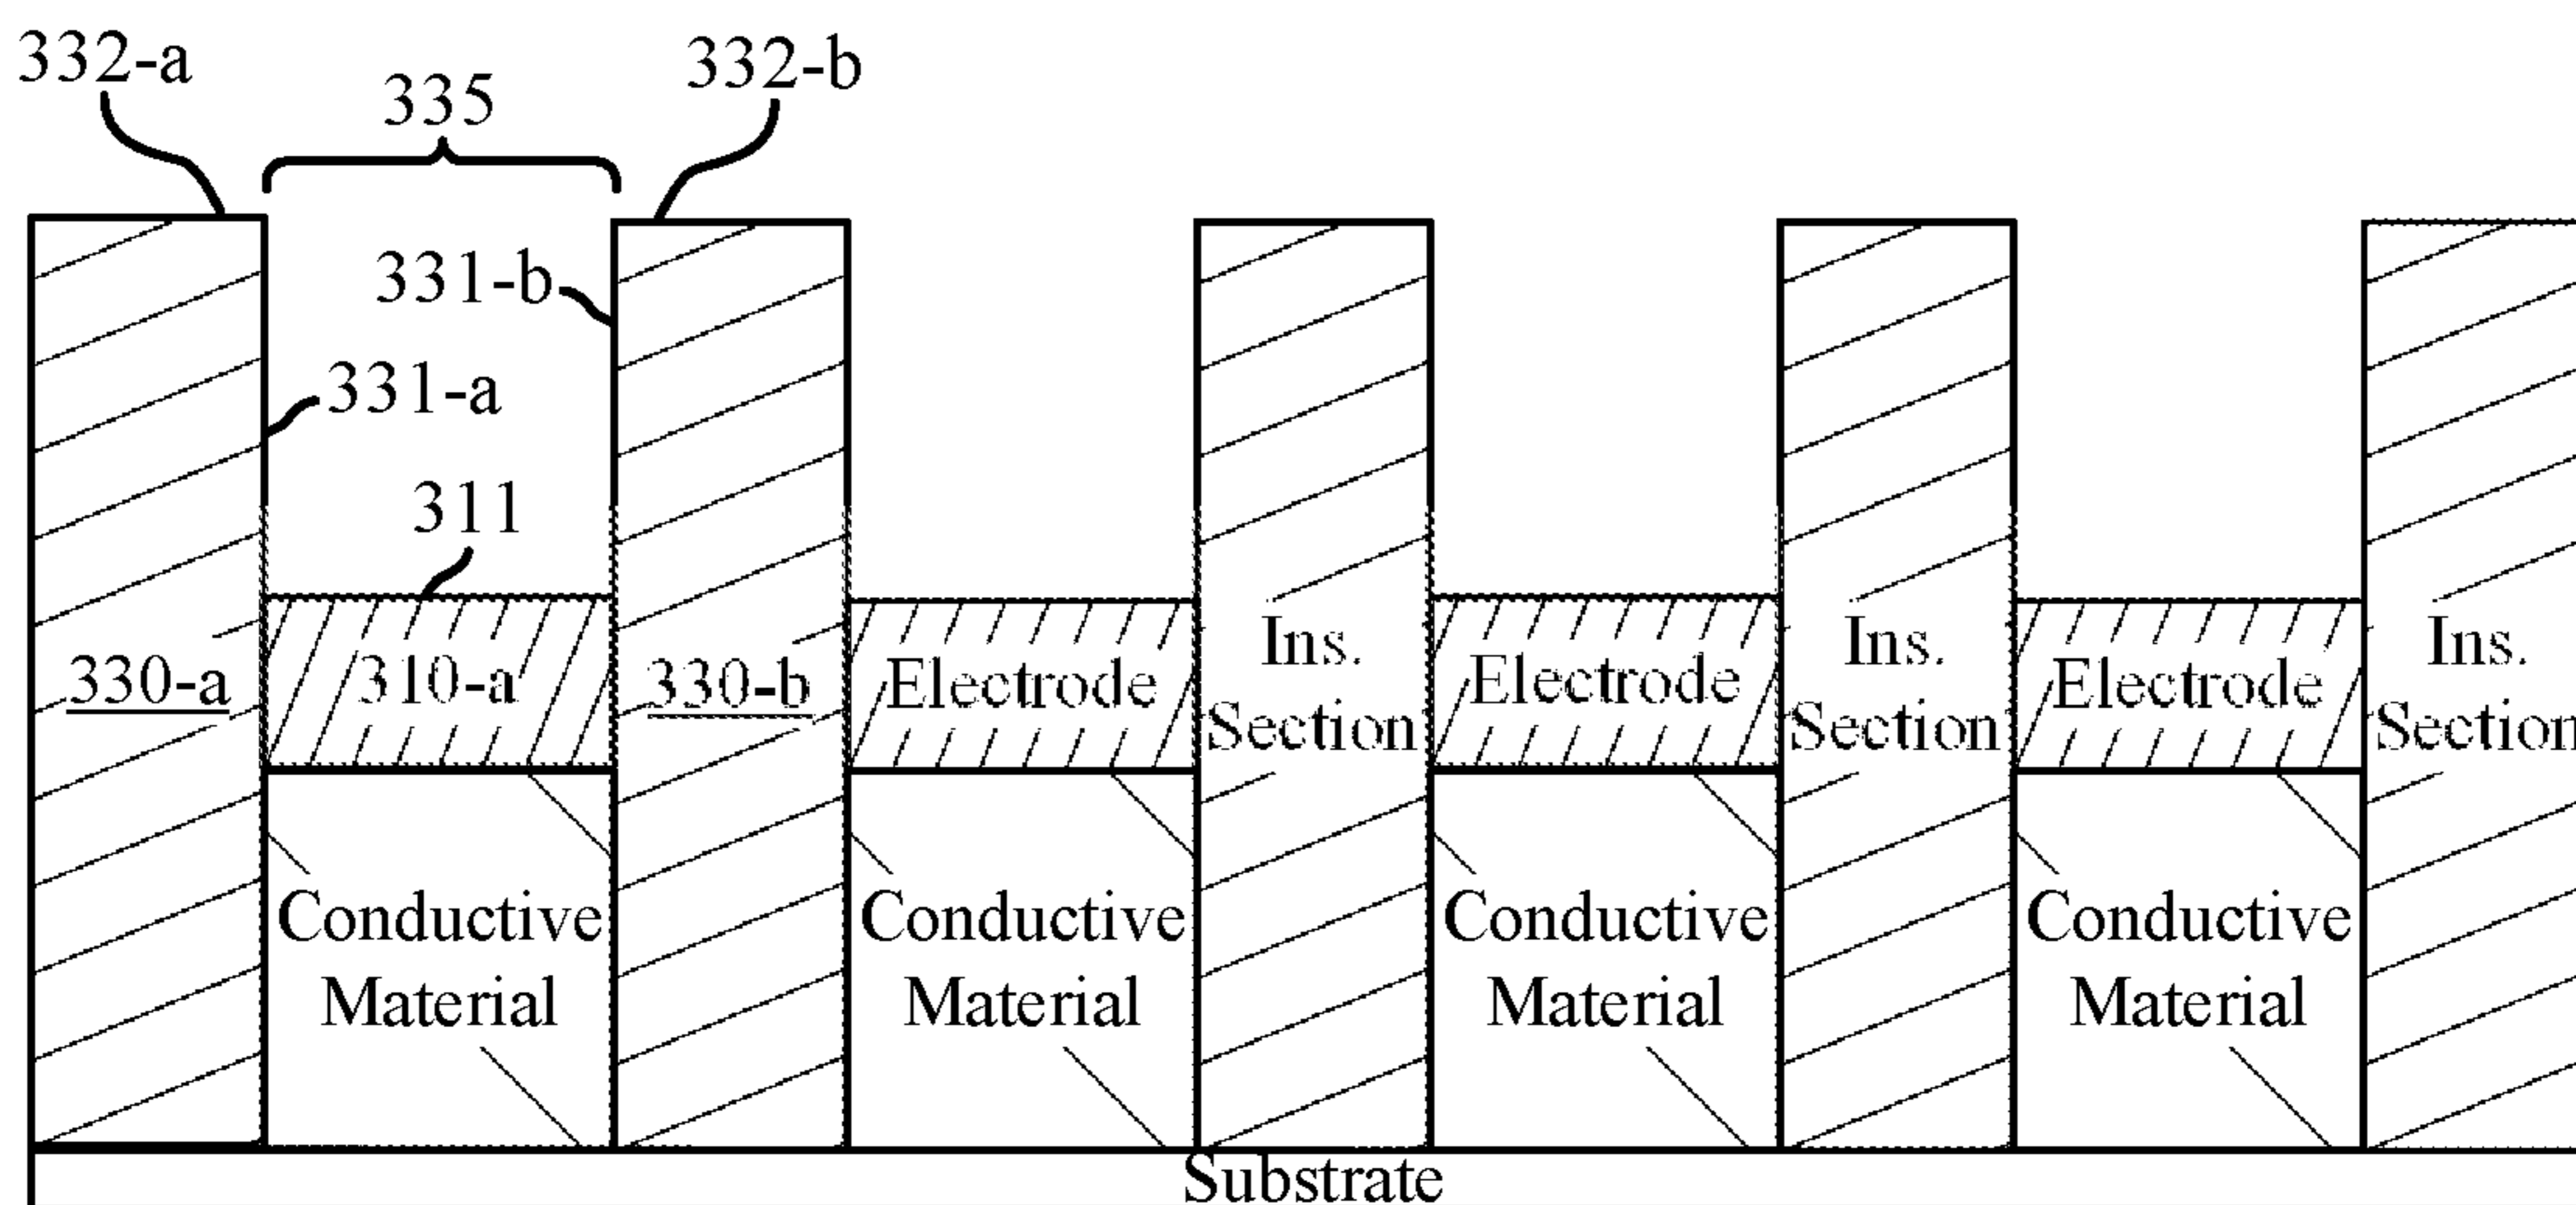 332-a
335
332-b
331-b
331-a
311
330-a
310-a
330-b
Electrode
Ins.
Section
Electrode
Ins.
Section
Electrode
Ins.
Section
Conductive
Material
Conductive
Material
Conductive
Material
Conductive
Material
Substrate